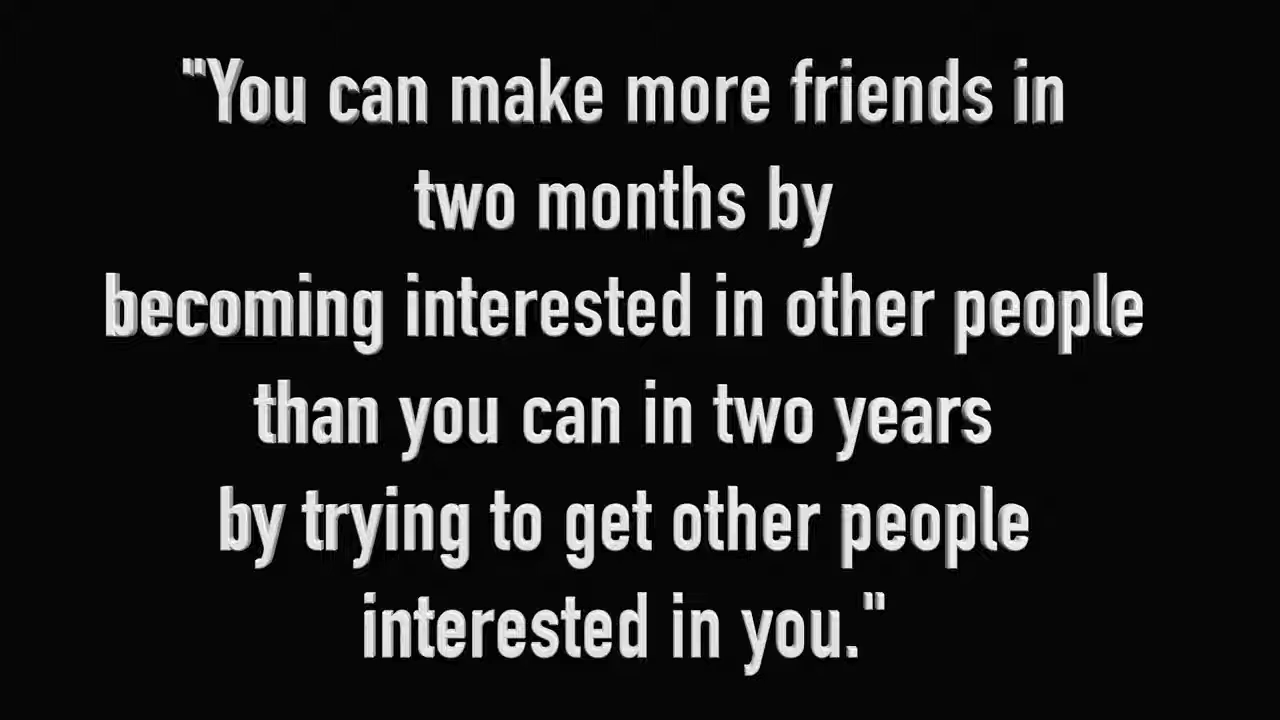 "You can make more friends in
two months by
becoming interested in other people
than you can in two years
by trying to get other people
interested in you."